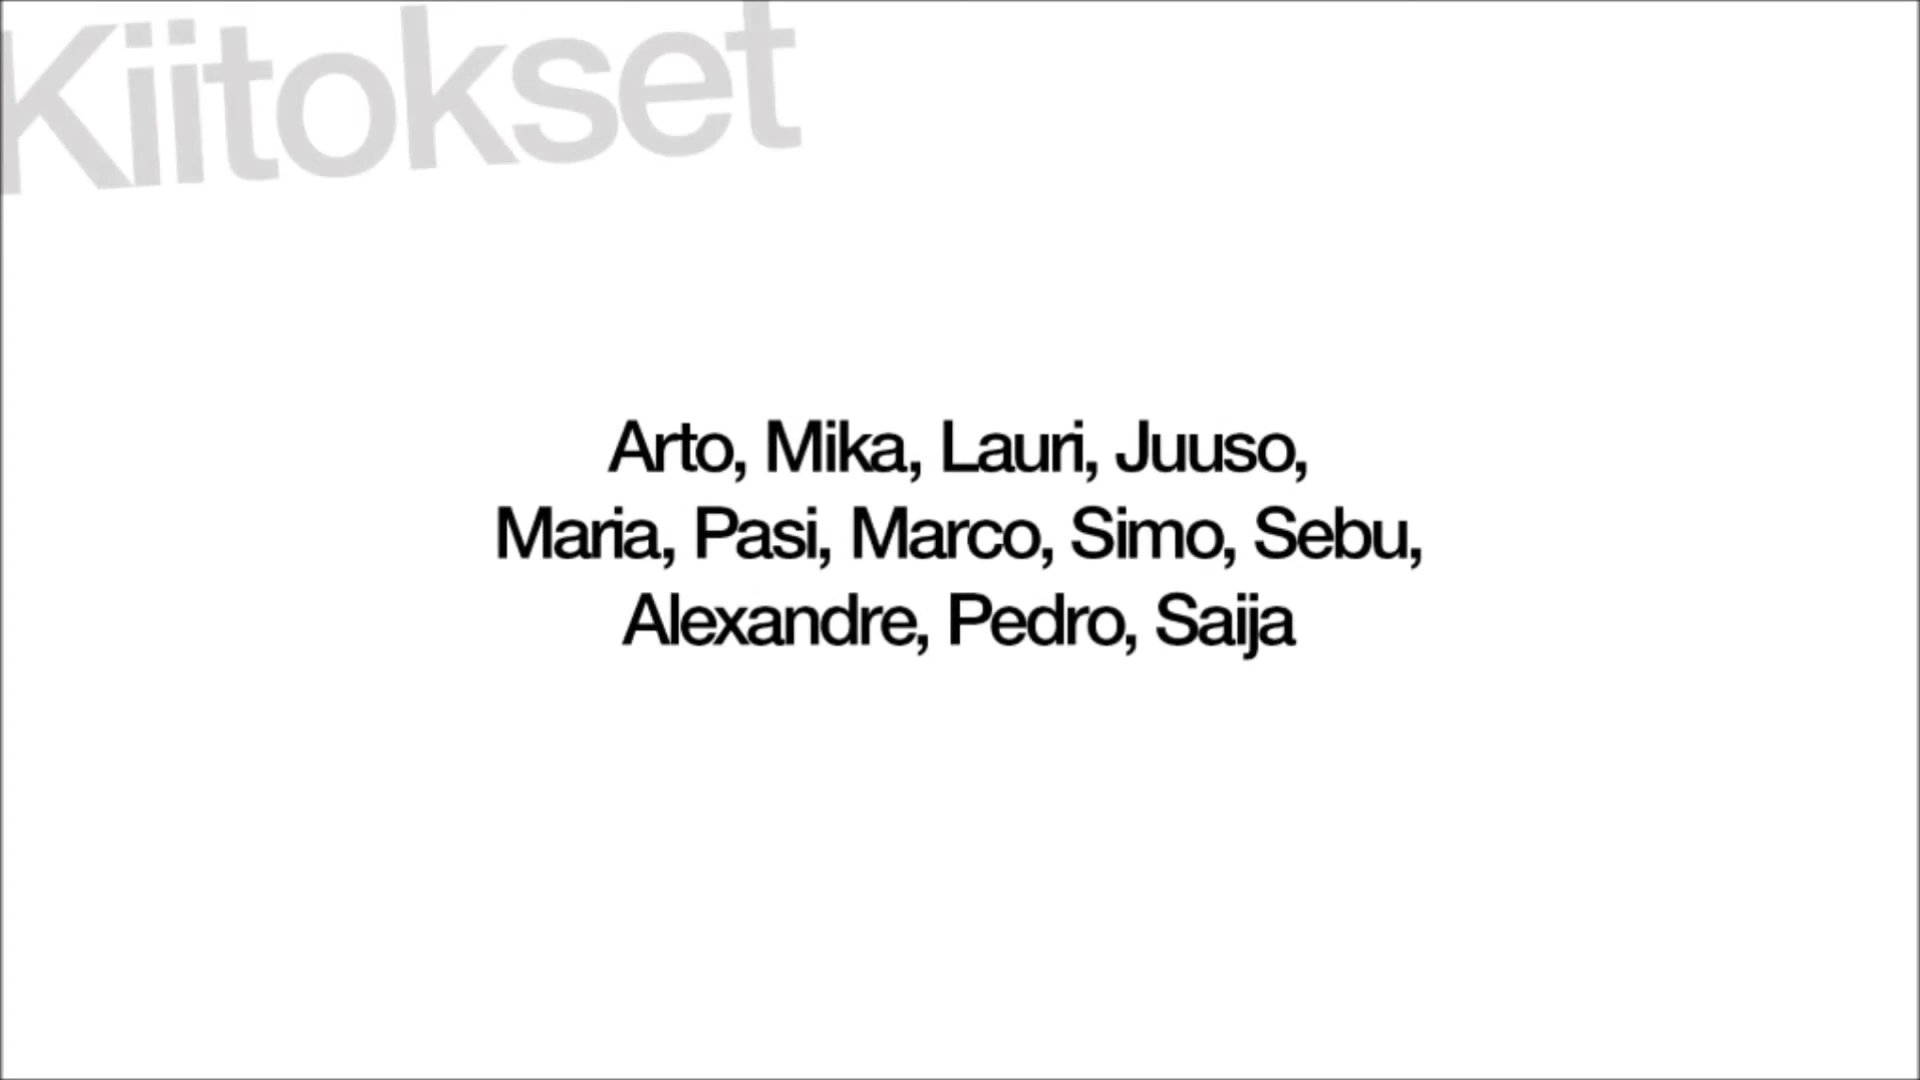 Kiitokset
Arto, Mika, Lauri, Juuso,
Maria, Pasi, Marco, Simo, Sebu,
Alexandre, Pedro, Saija